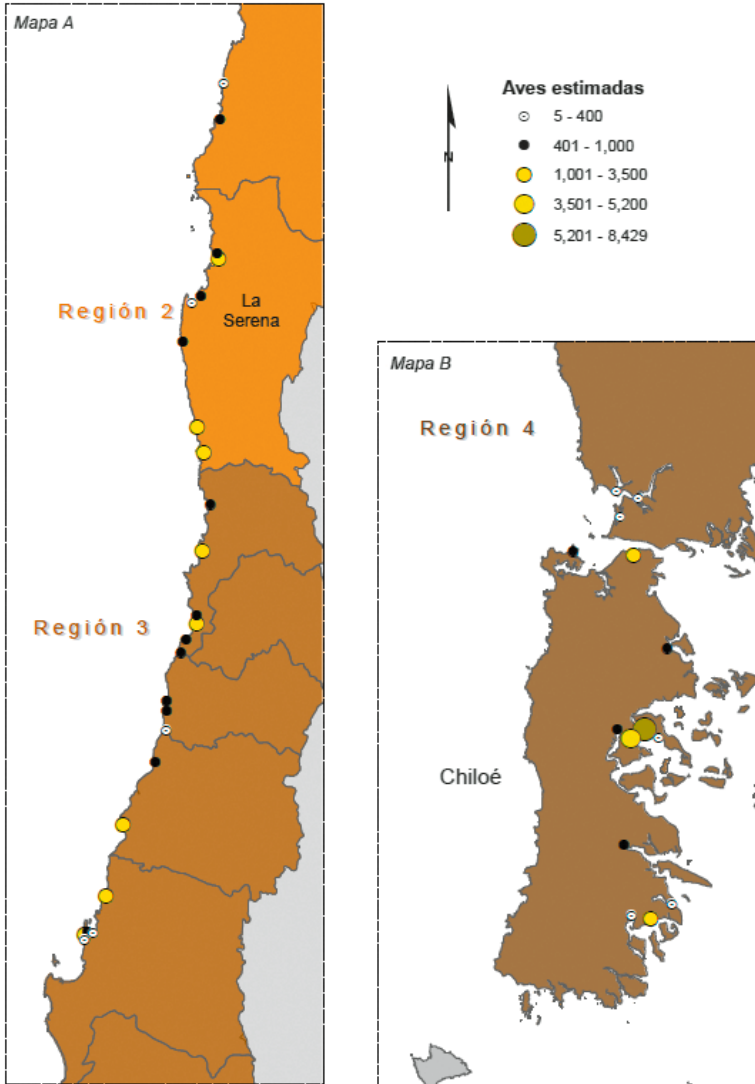 Mapa A
Aves estimadas
5 - 400
401 - 1,000
1,001 - 3,500
3,501 - 5,200
5,201 - 8,429
N
Región 2
La
Serena
Región 3
Mapa B
Región 4
Chiloé